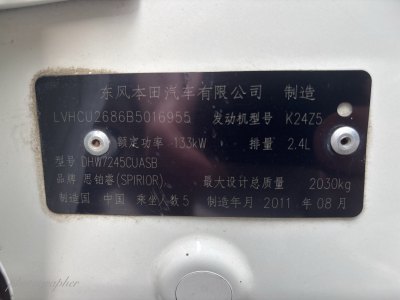 东风本田汽车有限公司 制造
LVHCU2686B5016955 发动机型号 K24Z5
额定功率 133kW 排量 2.4L
型号 DHW7245CUASB
品牌 思铂睿(SPIRIOR) 最大设计总质量 2030kg
制造国 中国 乘坐人数 5 制造年月 2011 年 08 月